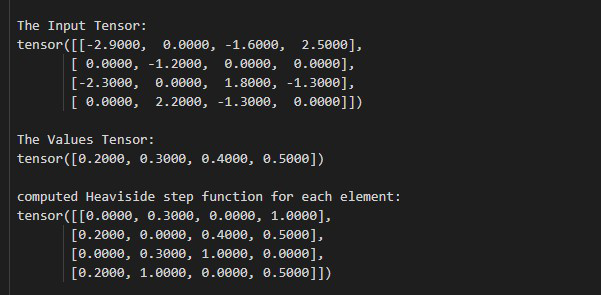 The Input Tensor:
tensor([[-2.9000,  0.0000, -1.6000,  2.5000],
        [ 0.0000, -1.2000,  0.0000,  0.0000],
        [-2.3000,  0.0000,  1.8000, -1.3000],
        [ 0.0000,  2.2000, -1.3000,  0.0000]])
The Values Tensor:
tensor([0.2000, 0.3000, 0.4000, 0.5000])
computed Heaviside step function for each element:
tensor([[0.0000, 0.3000, 0.0000, 1.0000],
        [0.2000, 0.0000, 0.4000, 0.5000],
        [0.0000, 0.3000, 1.0000, 0.0000],
        [0.2000, 1.0000, 0.0000, 0.5000]])